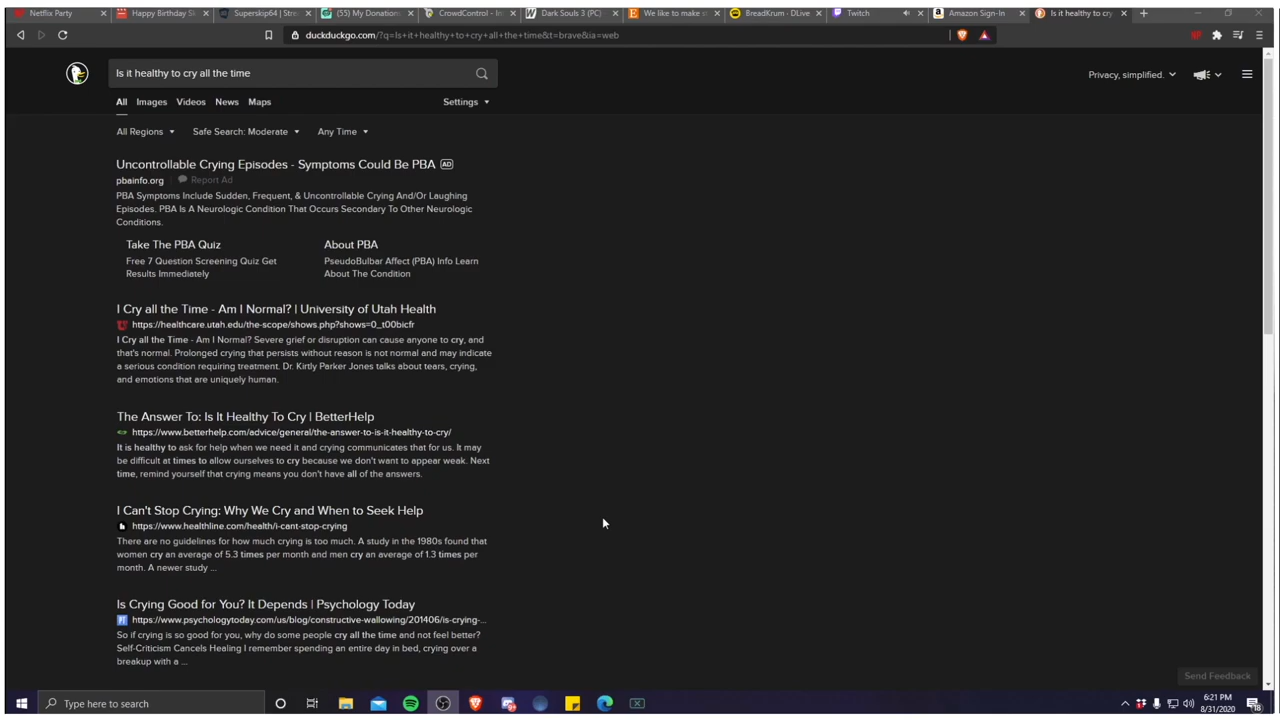 Netflix Party
Happy Birthday Sk
Superskip64 | Strea
(55) My Donations
CrowdControl - In
Dark Souls 3 (PC)
We like to make st
BreadKrum - DLive
Twitch
Amazon Sign-In
Is it healthy to cry
duckduckgo.com/?q=Is+it+healthy+to+cry+all+the+time&t=brave&ia=web
Is it healthy to cry all the time
Privacy, simplified.
All Images Videos News Maps
Settings
All Regions Safe Search: Moderate Any Time
Uncontrollable Crying Episodes - Symptoms Could Be PBA AD
pbainfo.org Report Ad
PBA Symptoms Include Sudden, Frequent, & Uncontrollable Crying And/Or Laughing
Episodes. PBA Is A Neurologic Condition That Occurs Secondary To Other Neurologic
Conditions.
Take The PBA Quiz
Free 7 Question Screening Quiz Get
Results Immediately
About PBA
PseudoBulbar Affect (PBA) Info Learn
About The Condition
I Cry all the Time - Am I Normal? | University of Utah Health
https://healthcare.utah.edu/the-scope/shows.php?shows=0_t00bicfr
I Cry all the Time - Am I Normal? Severe grief or disruption can cause anyone to cry, and
that's normal. Prolonged crying that persists without reason is not normal and may indicate
a serious condition requiring treatment. Dr. Kirtly Parker Jones talks about tears, crying,
and emotions that are uniquely human.
The Answer To: Is It Healthy To Cry | BetterHelp
https://www.betterhelp.com/advice/general/the-answer-to-is-it-healthy-to-cry/
It is healthy to ask for help when we need it and crying communicates that for us. It may
be difficult at times to allow ourselves to cry because we don't want to appear weak. Next
time, remind yourself that crying means you don't have all of the answers.
I Can't Stop Crying: Why We Cry and When to Seek Help
https://www.healthline.com/health/i-cant-stop-crying
There are no guidelines for how much crying is too much. A study in the 1980s found that
women cry an average of 5.3 times per month and men cry an average of 1.3 times per
month. A newer study ...
Is Crying Good for You? It Depends | Psychology Today
https://www.psychologytoday.com/us/blog/constructive-wallowing/201406/is-crying-...
So if crying is so good for you, why do some people cry all the time and not feel better?
Self-Criticism Cancels Healing I remember spending an entire day in bed, crying over a
breakup with a ...
Send Feedback
Type here to search
6:21 PM
8/31/2020
18